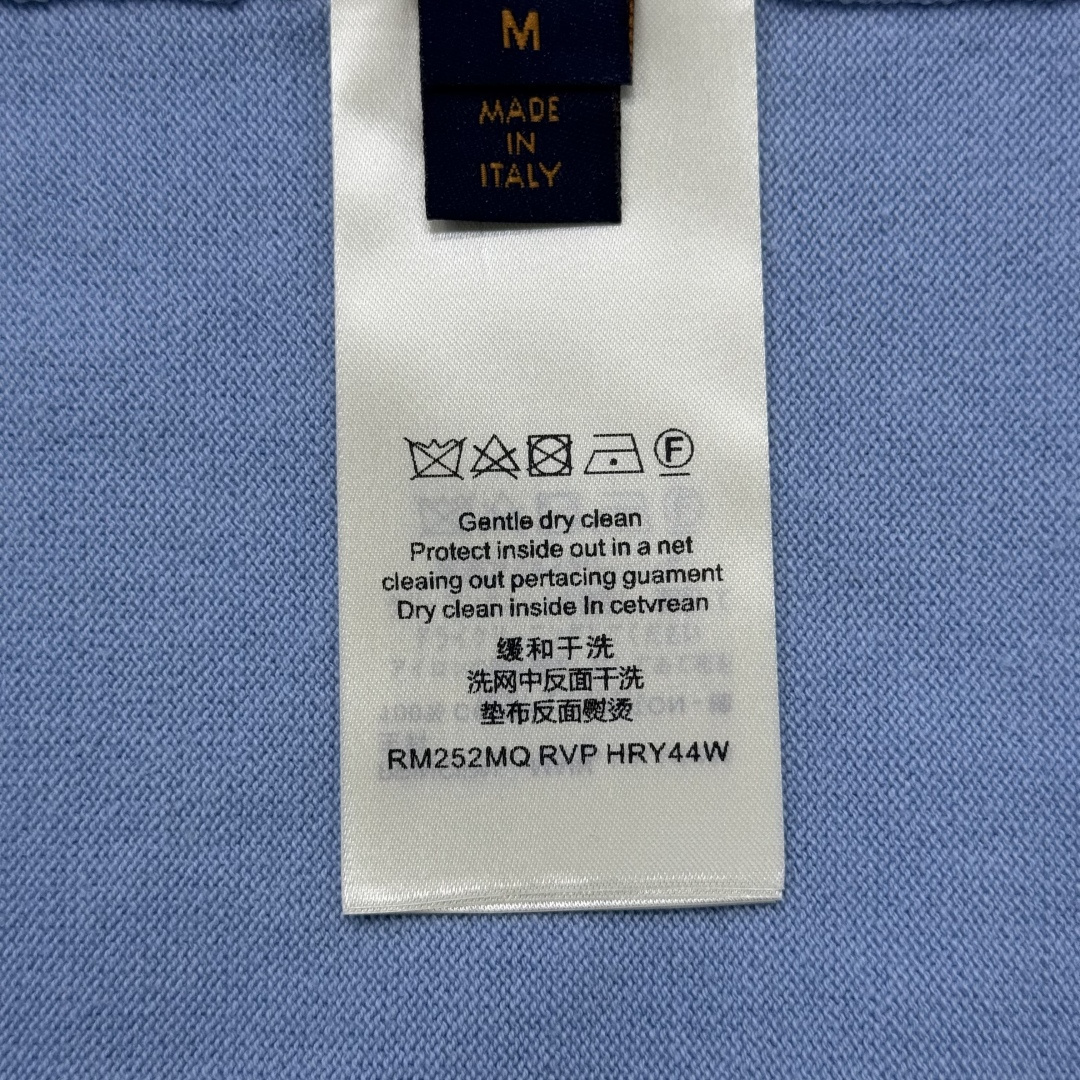 M
MADE
IN
ITALY
F
Gentle dry clean
Protect inside out in a net
cleaing out pertacing guament
Dry clean inside In cetvrean
缓和干洗
洗网中反面干洗
垫布反面熨烫
RM252MQ RVP HRY44W